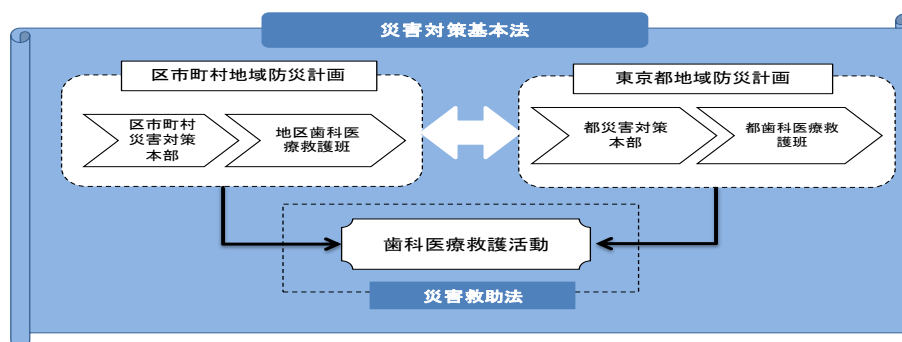 災害対策基本法
区市町村地域防災計画
東京都地域防災計画
区市町村
災害対策
本部
地区歯科医
療救護班
都災害対策
本部
都歯科医療救
護班
歯科医療救護活動
災害救助法